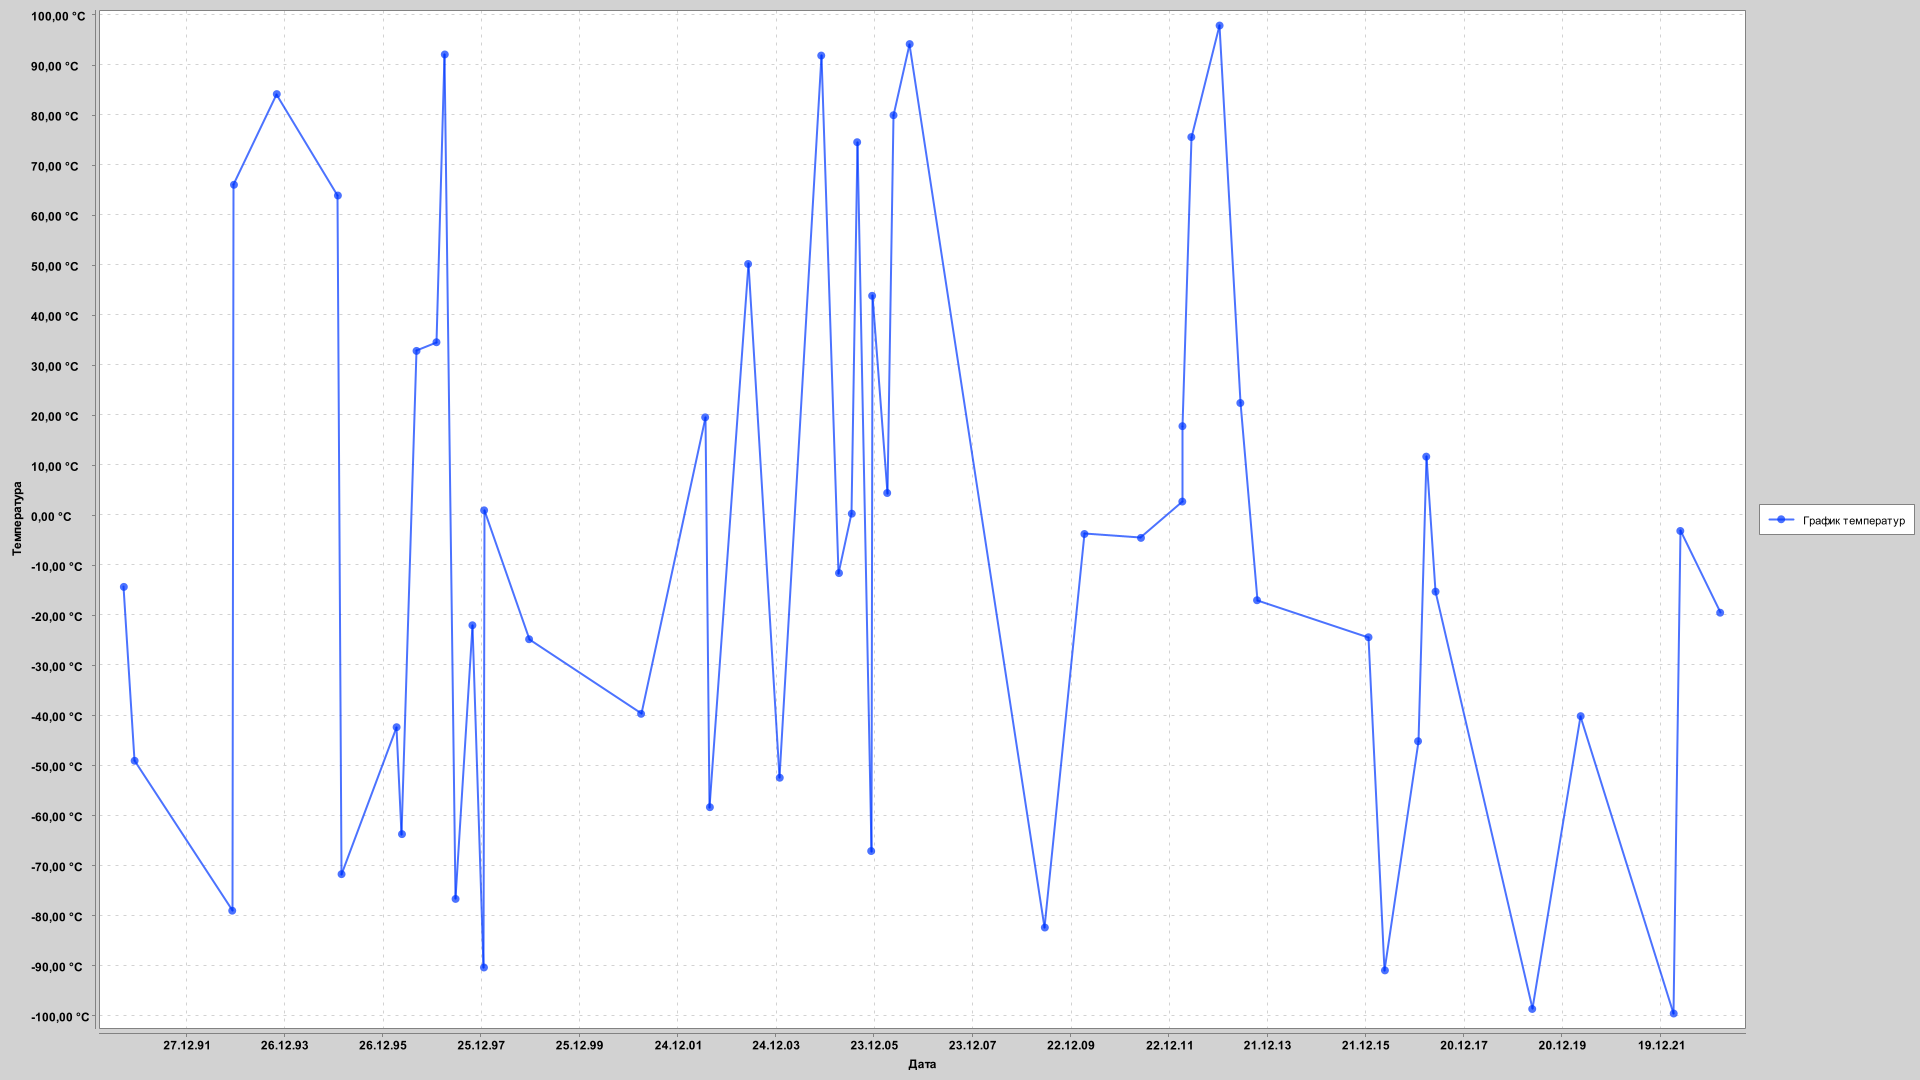 100,00 °C
90,00 °C
80,00 °C
70,00 °C
60,00 °C
50,00 °C
40,00 °C
30,00 °C
20,00 °C
10,00 °C
0,00 °C
-10,00 °C
-20,00 °C
-30,00 °C
-40,00 °C
-50,00 °C
-60,00 °C
-70,00 °C
-80,00 °C
-90,00 °C
-100,00 °C
Температура
27.12.91 26.12.93 26.12.95 25.12.97 25.12.99 24.12.01 24.12.03 23.12.05 23.12.07 22.12.09 22.12.11 21.12.13 21.12.15 20.12.17 20.12.19 19.12.21
Дата
График температур